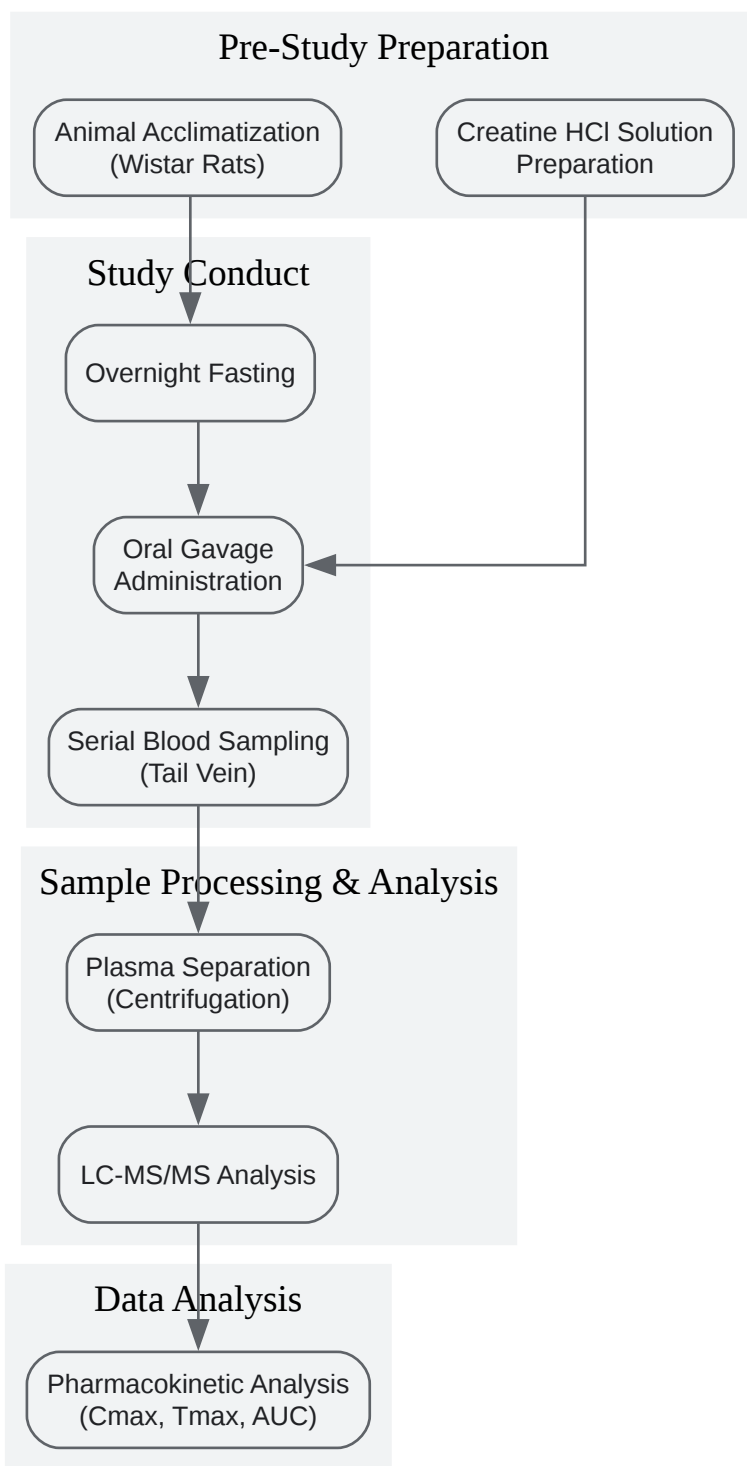 Pre-Study Preparation
Animal Acclimatization
(Wistar Rats)
Creatine HCl Solution
Preparation
Study Conduct
Overnight Fasting
Oral Gavage
Administration
Serial Blood Sampling
(Tail Vein)
Sample Processing & Analysis
Plasma Separation
(Centrifugation)
LC-MS/MS Analysis
Data Analysis
Pharmacokinetic Analysis
(Cmax, Tmax, AUC)